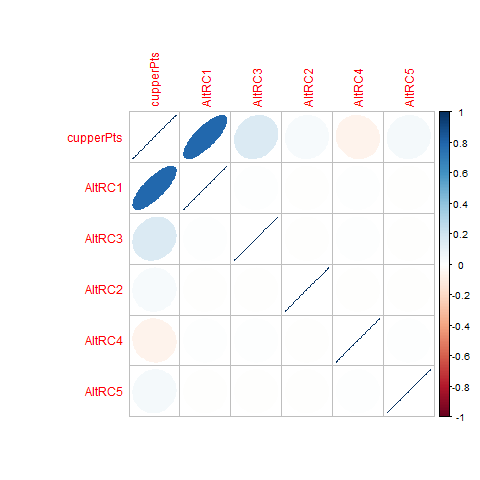 cupperPts
AltRC1
AltRC3
AltRC2
AltRC4
AltRC5
cupperPts
AltRC1
AltRC3
AltRC2
AltRC4
AltRC5
1
0.8
0.6
0.4
0.2
0
-0.2
-0.4
-0.6
-0.8
-1